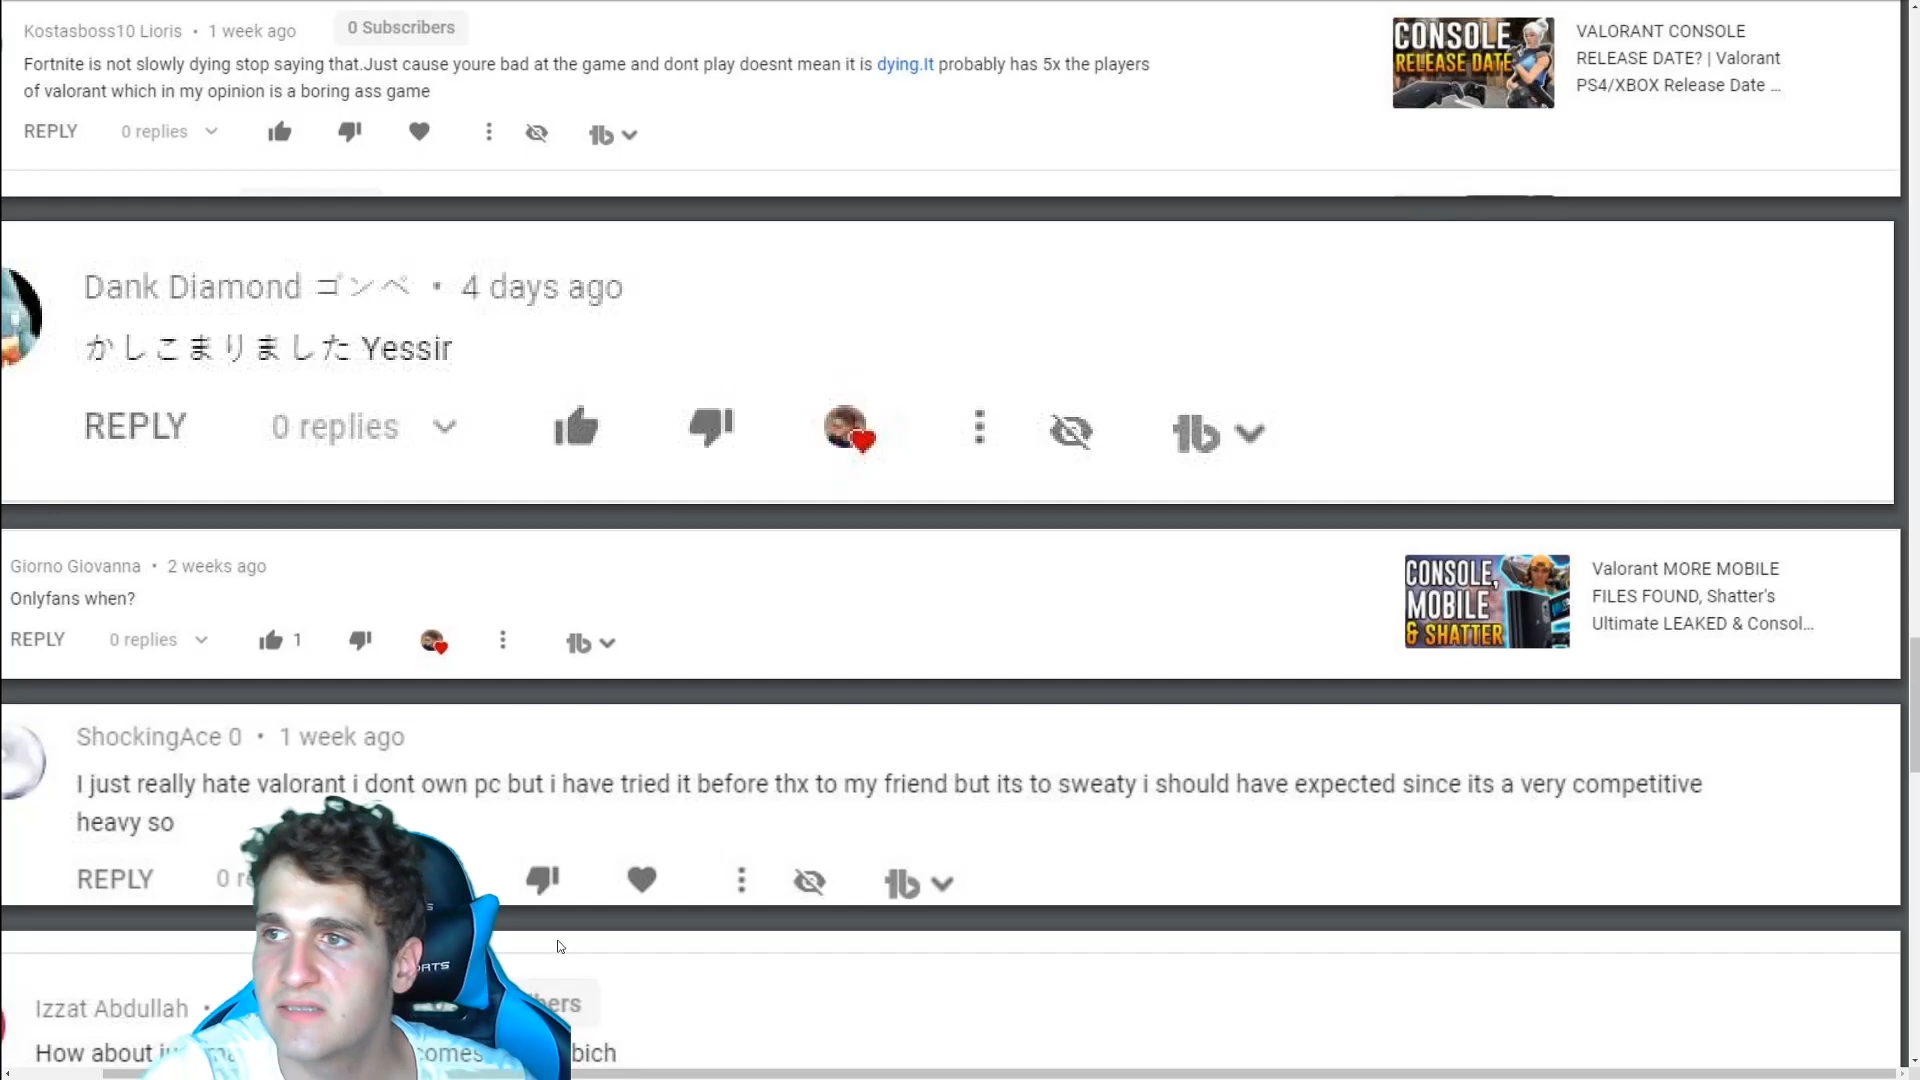 Kostasboss10 Lioris • 1 week ago 0 Subscribers
Fortnite is not slowly dying stop saying that.Just cause youre bad at the game and dont play doesnt mean it is dying.It probably has 5x the players
of valorant which in my opinion is a boring ass game
REPLY 0 replies
CONSOLE
RELEASE DATE
VALORANT CONSOLE
RELEASE DATE? | Valorant
PS4/XBOX Release Date ...
Dank Diamond ゴンベ • 4 days ago
かしこまりました Yessir
REPLY 0 replies
Giorno Giovanna • 2 weeks ago
Onlyfans when?
REPLY 0 replies 1
CONSOLE,
MOBILE
& SHATTER
Valorant MORE MOBILE
FILES FOUND, Shatter's
Ultimate LEAKED & Consol...
ShockingAce 0 • 1 week ago
I just really hate valorant i dont own pc but i have tried it before thx to my friend but its to sweaty i should have expected since its a very competitive
heavy so
REPLY 0
Izzat Abdullah •
How about comes bich